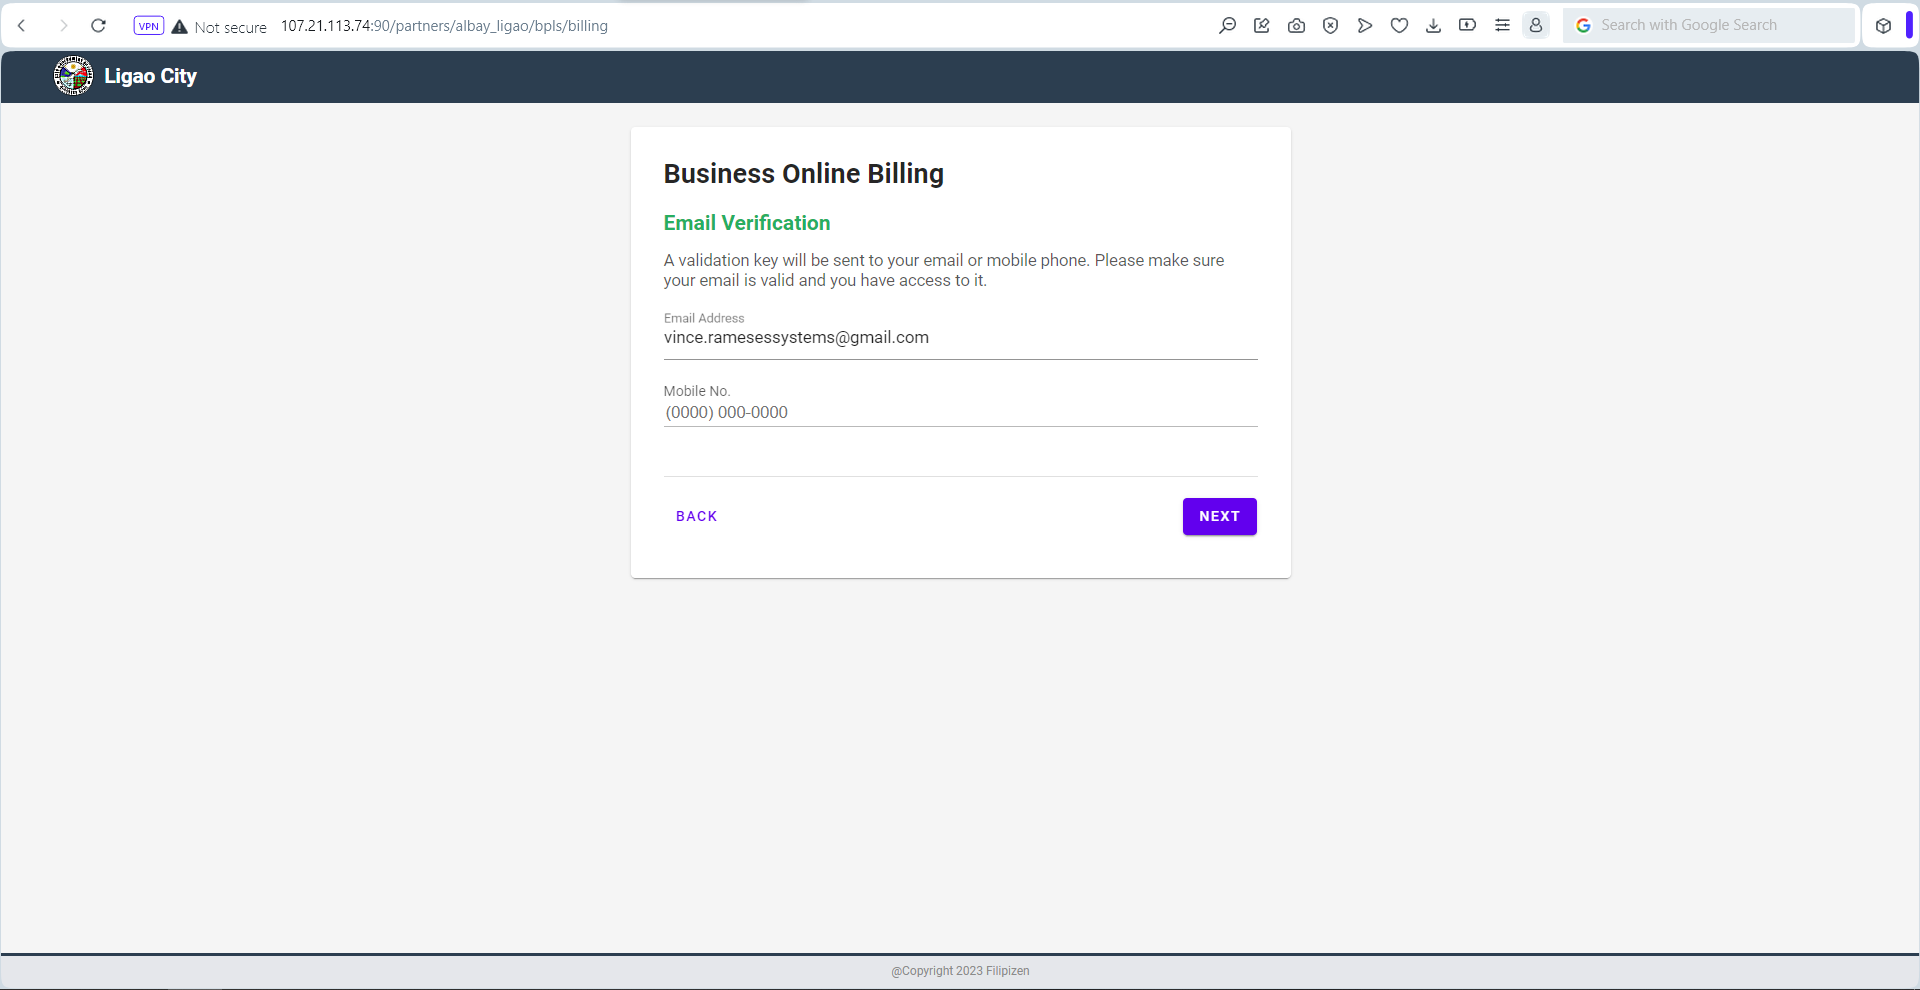 VPN
Not secure
107.21.113.74:90/partners/albay_ligao/bpls/billing
Search with Google Search
Ligao City
Business Online Billing
Email Verification
A validation key will be sent to your email or mobile phone. Please make sure
your email is valid and you have access to it.
Email Address
vince.ramesessystems@gmail.com
Mobile No.
(0000) 000-0000
BACK
NEXT
@Copyright 2023 Filipizen